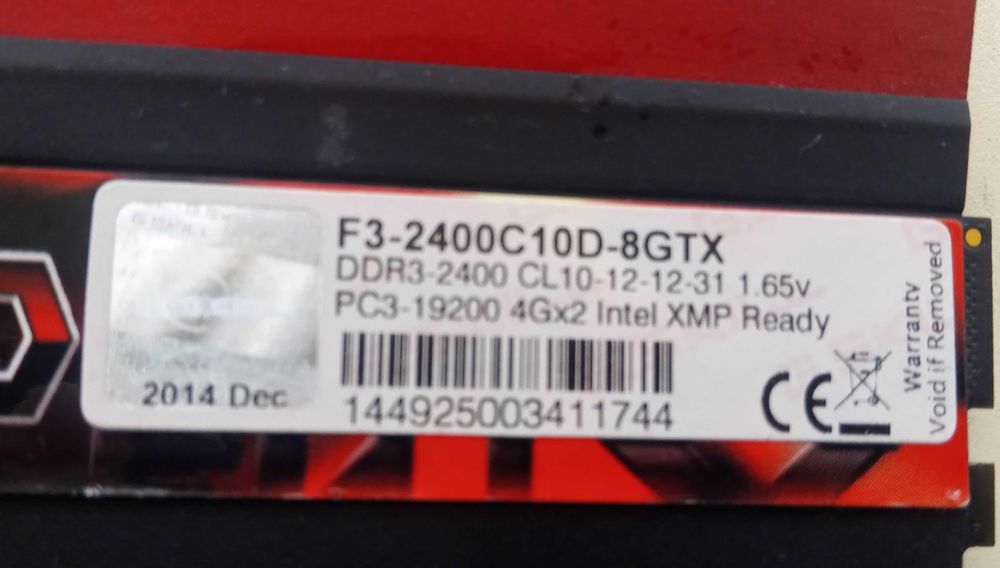 F3-2400C10D-8GTX
DDR3-2400 CL10-12-12-31 1.65v
PC3-19200 4Gx2 Intel XMP Ready
144925003411744
2014 Dec
CE
Warranty
Void if Removed